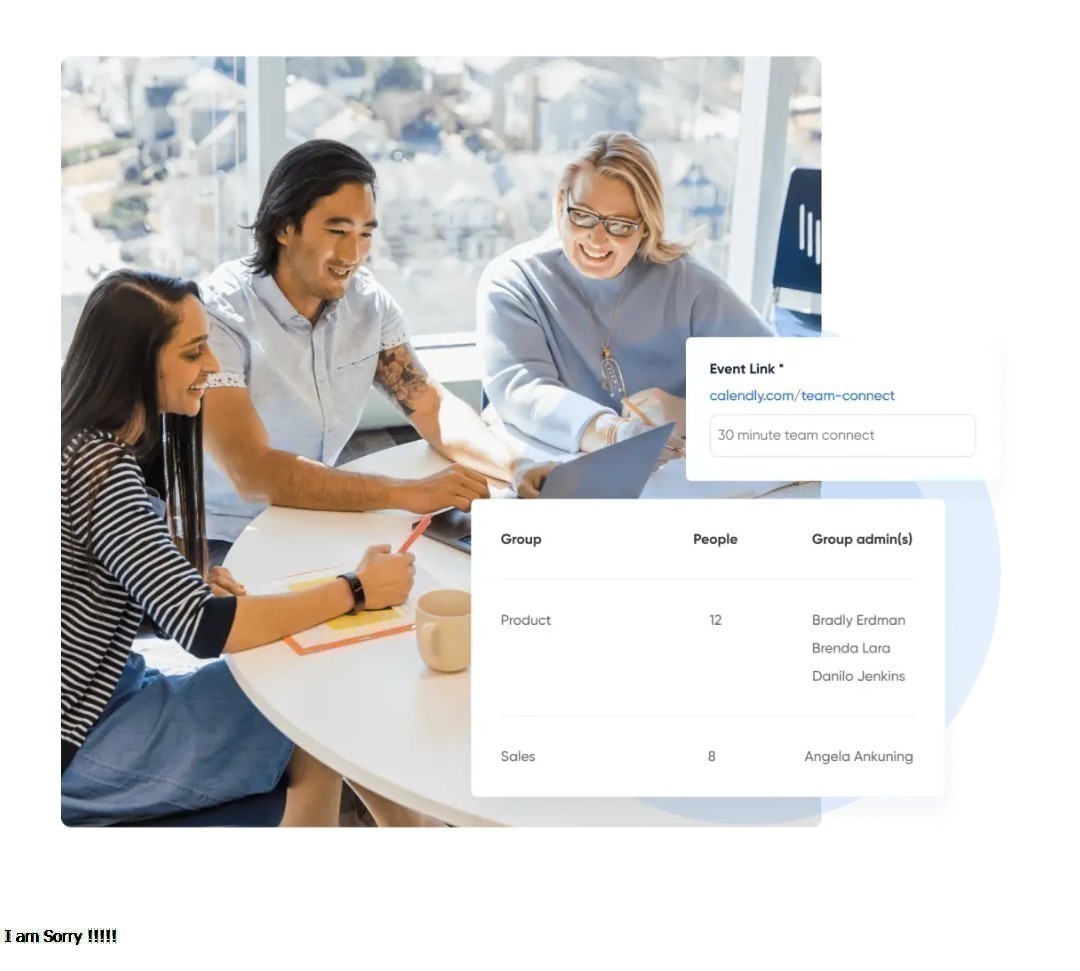 Event Link *
calendly.com/team-connect
30 minute team connect
Group People Group admin(s)
Product 12 Bradly Erdman
Brenda Lara
Danilo Jenkins
Sales 8 Angela Ankuning
I am Sorry !!!!!